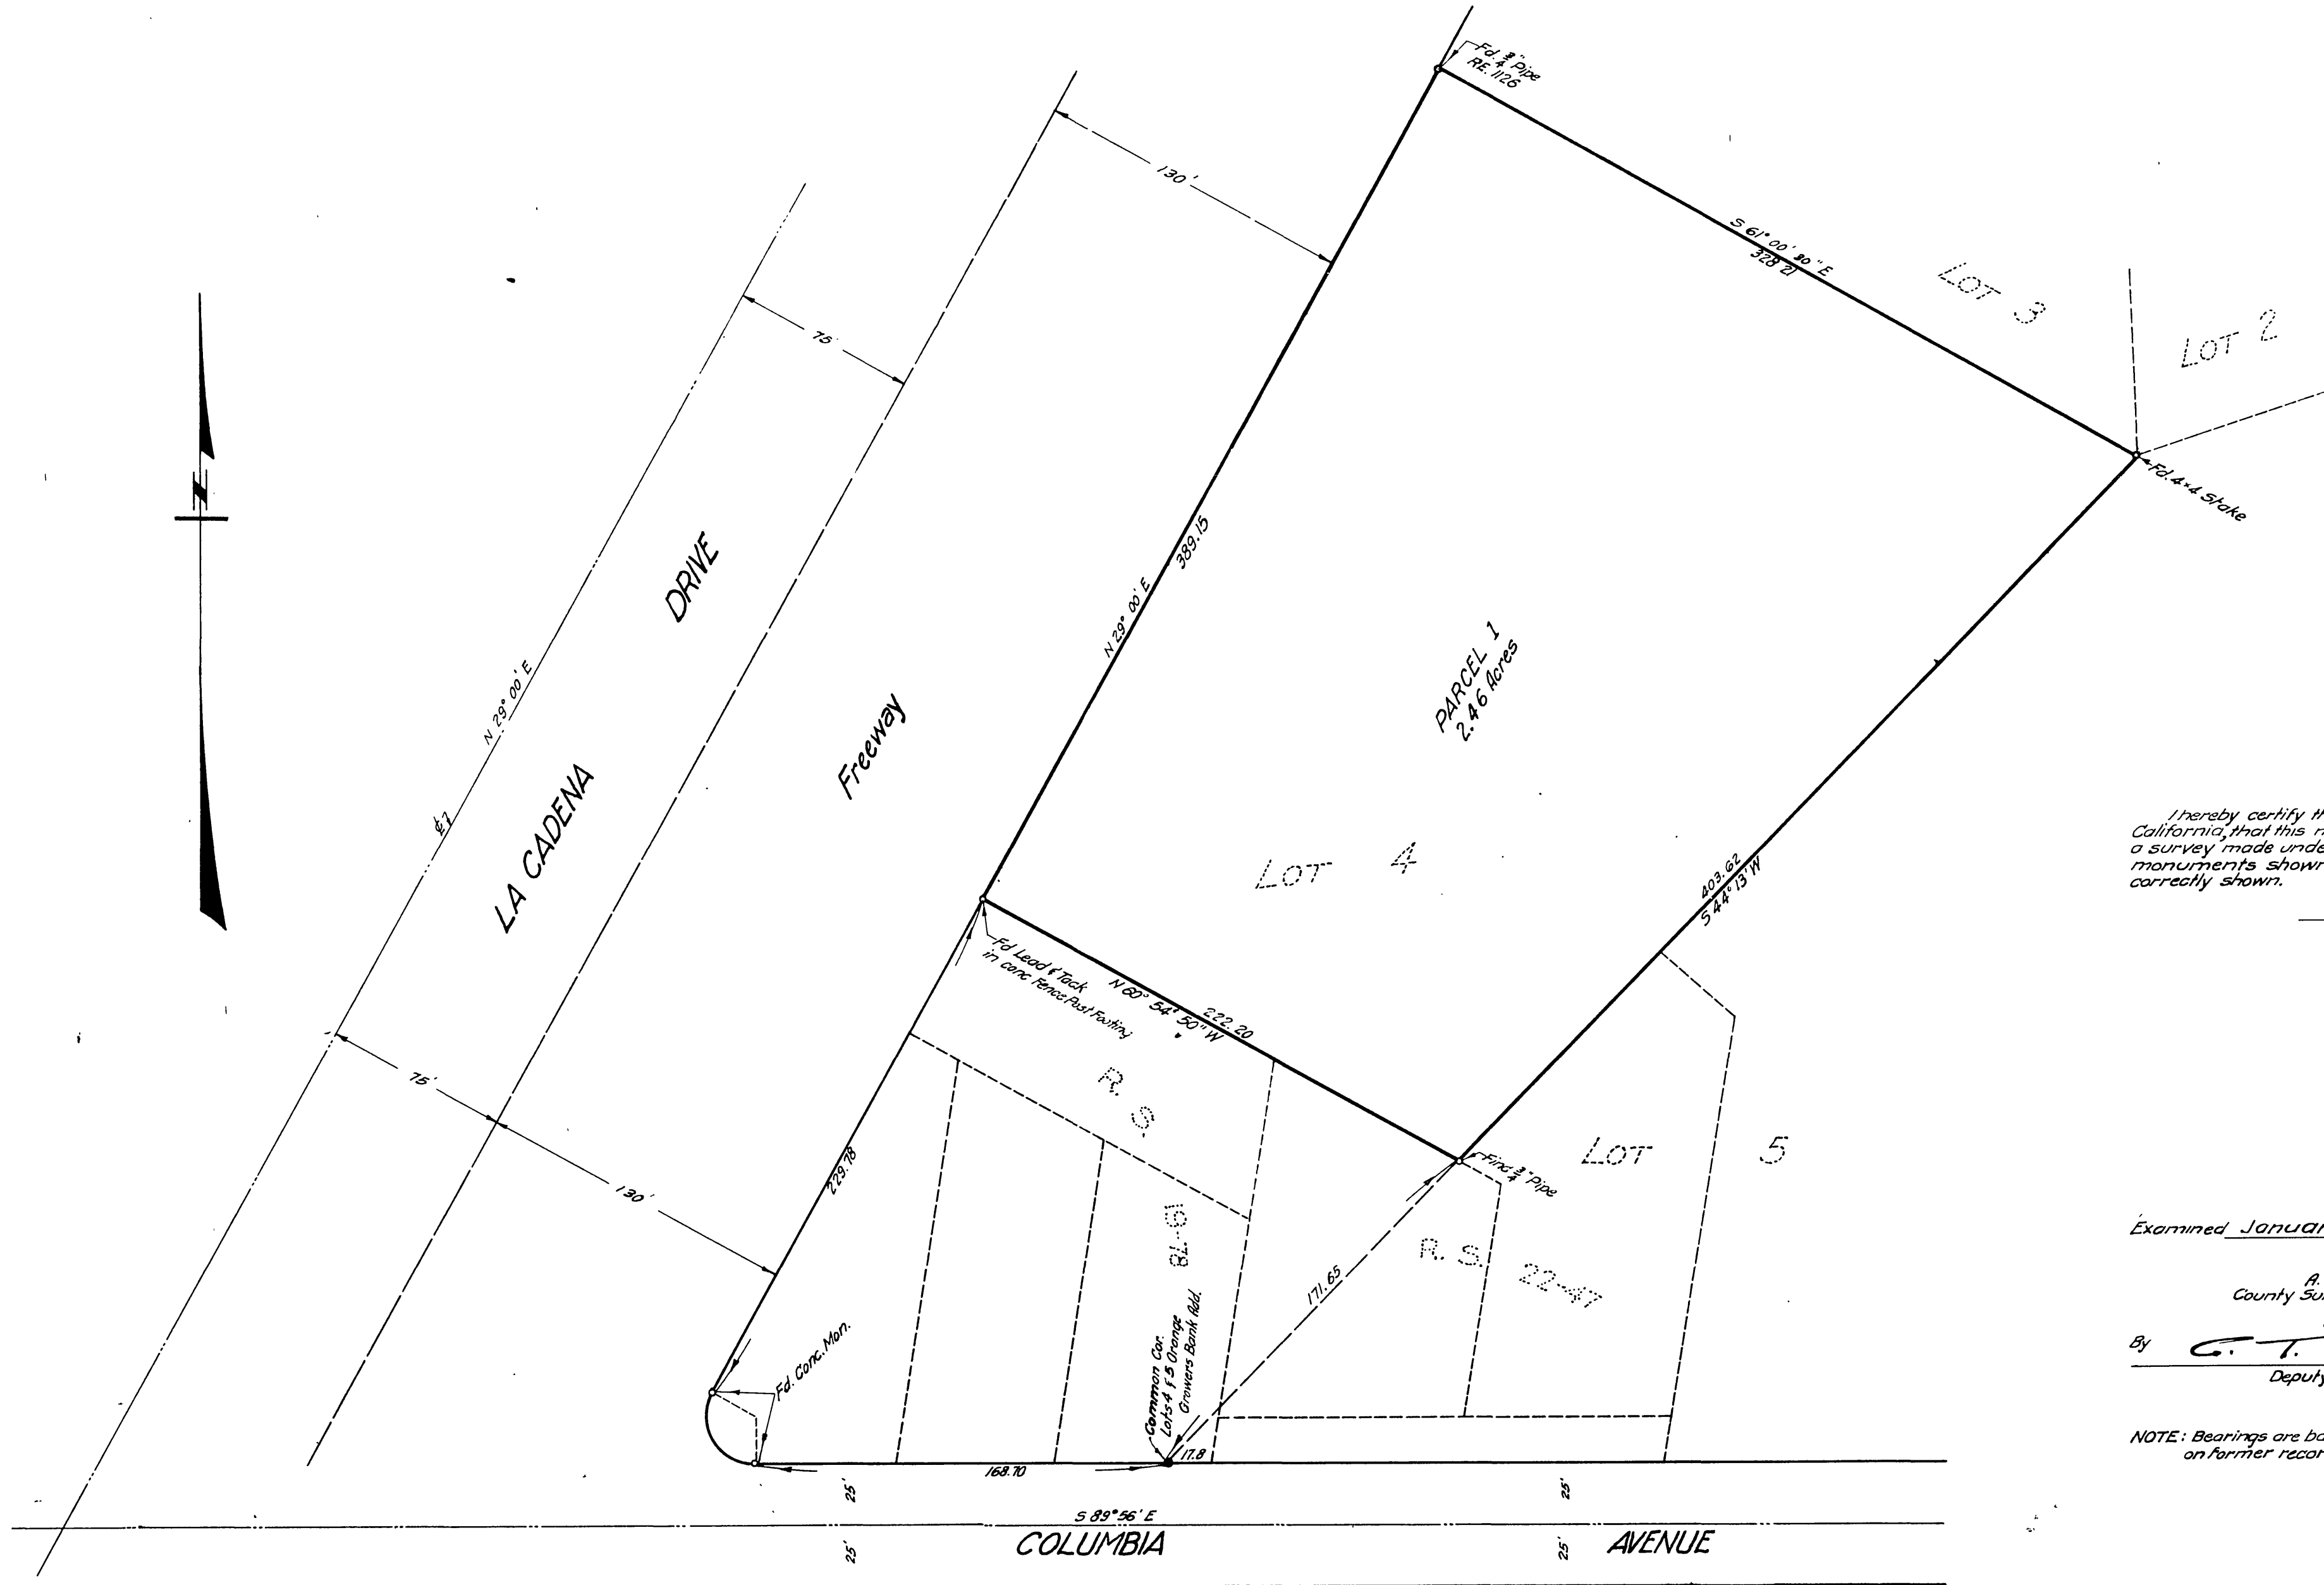 Fd. 3/4" Pipe
RE. 1126
130'
75'
S 61° 00' 30" E
328.21
LOT 3
LOT 2
Fd. 4x4 Stake
N
N 29° 00' E
389.15
PARCEL 1
2.46 Acres
N 29° 00' E
LA CADENA DRIVE
Freeway
LOT 4
403.62
S 44° 13' W
Fd Lead & Tack
in conc Fence Post Footing
N 60° 54' 50" W
222.20
R. S.
75'
130'
229.78
LOT 5
Find 3/4" Pipe
R. S. 22-47
171.65
Fd. Conc. Mon.
Common Cor.
Lots 4 & 5 Orange
Growers Bank Add.
17.8
168.70
25'
25'
S 89° 56' E
COLUMBIA AVENUE
25'
25'
I hereby certify th
California, that this m
a survey made unde
monuments shown
correctly shown.
Examined Januar
A.
County Su
By C. T.
Deputy
NOTE: Bearings are ba
on former recor